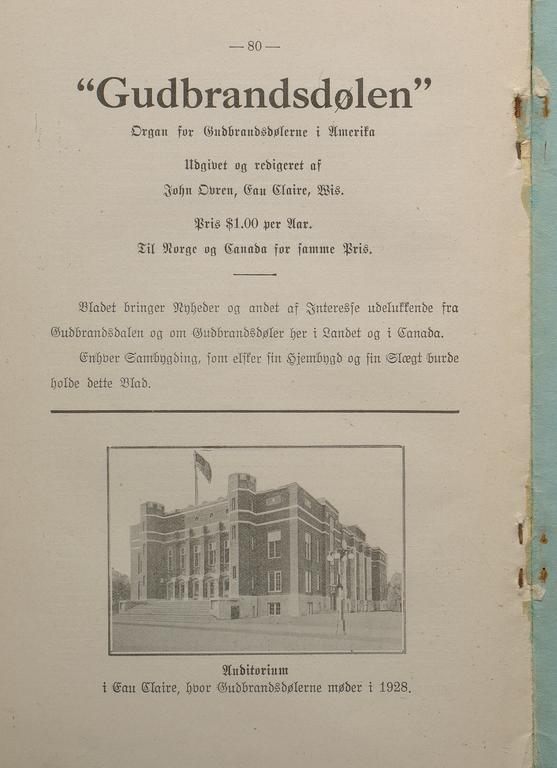 — 80 —
“Gudbrandsdølen”
Organ for Gudbrandsdølerne i Amerika
Udgivet og redigeret af
John Ovren, Eau Claire, Wis.
Pris $1.00 per Aar.
Til Norge og Canada for samme Pris.
Bladet bringer Nyheder og andet af Interesse udelukkende fra
Gudbrandsdalen og om Gudbrandsdøler her i Landet og i Canada.
Enhver Sambygding, som elsker sin Hjembygd og sin Slægt burde
holde dette Blad.
Auditorium
i Eau Claire, hvor Gudbrandsdølerne møder i 1928.